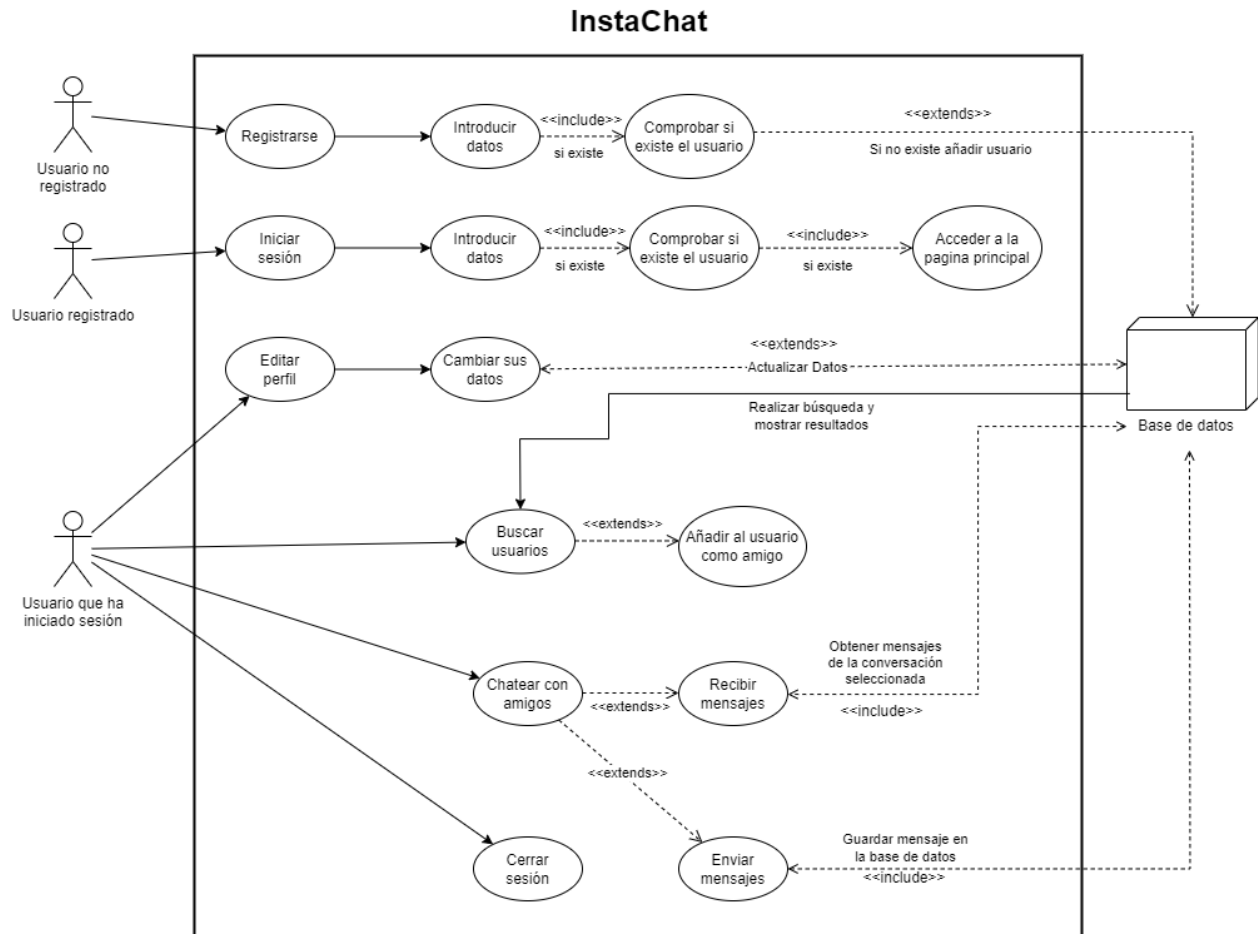 InstaChat
Usuario no
registrado
Registrarse
Introducir
datos
<<include>>
si existe
Comprobar si
existe el usuario
<<extends>>
Si no existe añadir usuario
Usuario registrado
Iniciar
sesión
Introducir
datos
<<include>>
si existe
Comprobar si
existe el usuario
<<include>>
si existe
Acceder a la
pagina principal
Editar
perfil
Cambiar sus
datos
<<extends>>
Actualizar Datos
Base de datos
Realizar búsqueda y
mostrar resultados
Usuario que ha
iniciado sesión
Buscar
usuarios
<<extends>>
Añadir al usuario
como amigo
Chatear con
amigos
<<extends>>
Recibir
mensajes
Obtener mensajes
de la conversación
seleccionada
<<include>>
<<extends>>
Cerrar
sesión
Enviar
mensajes
Guardar mensaje en
la base de datos
<<include>>